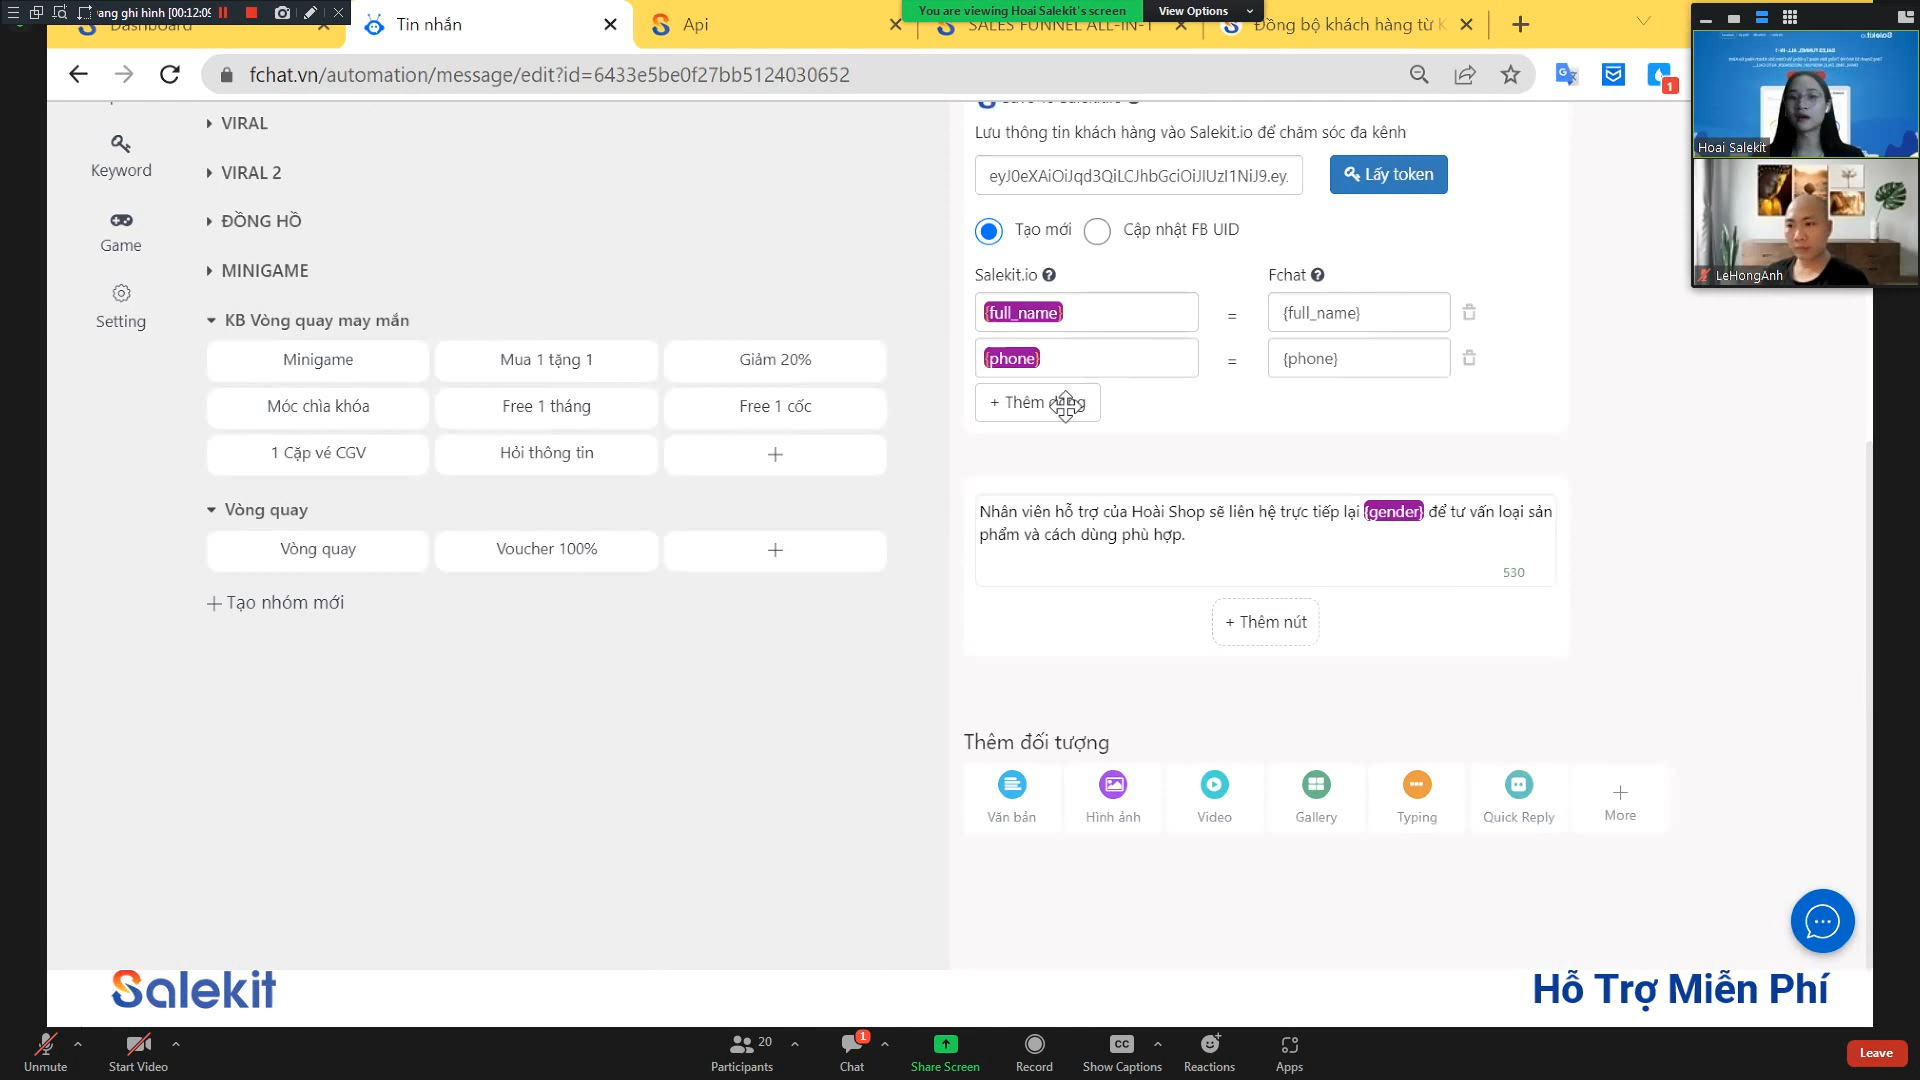 ang ghi hình [00:12:09
You are viewing Hoai Salekit's screen
View Options
Dashboard
Tin nhắn
Api
SALES FUNNEL ALL-IN-1
Đồng bộ khách hàng từ K
fchat.vn/automation/message/edit?id=6433e5be0f27bb5124030652
1
Hoai Salekit
LeHongAnh
Keyword
Game
Setting
VIRAL
VIRAL 2
ĐỒNG HỒ
MINIGAME
KB Vòng quay may mắn
Minigame
Mua 1 tặng 1
Giảm 20%
Móc chìa khóa
Free 1 tháng
Free 1 cốc
1 Cặp vé CGV
Hỏi thông tin
Vòng quay
Vòng quay
Voucher 100%
Tạo nhóm mới
Lưu thông tin khách hàng vào Salekit.io để chăm sóc đa kênh
eyJ0eXAiOiJqd3QiLCJhbGciOiJIUzI1NiJ9.ey.
Lấy token
Tạo mới
Cập nhật FB UID
Salekit.io
Fchat
{full_name}
=
{full_name}
{phone}
=
{phone}
+ Thêm dòng
Nhân viên hỗ trợ của Hoài Shop sẽ liên hệ trực tiếp lại {gender} để tư vấn loại sản
phẩm và cách dùng phù hợp.
530
+ Thêm nút
Thêm đối tượng
Văn bản
Hình ảnh
Video
Gallery
Typing
Quick Reply
More
Salekit
Hỗ Trợ Miễn Phí
Unmute
Start Video
Participants
20
Chat
1
Share Screen
Record
CC
Show Captions
Reactions
Apps
Leave